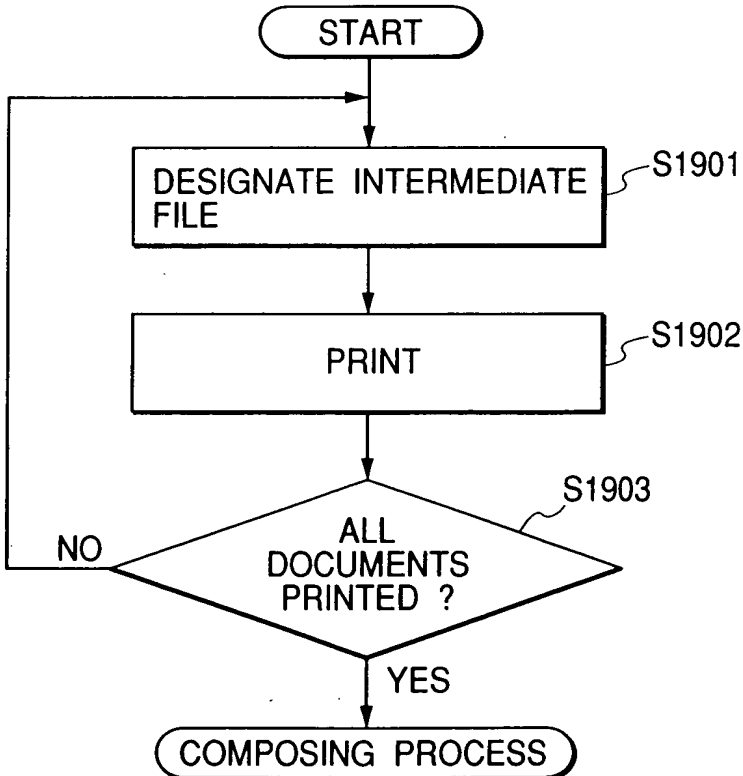 START
DESIGNATE INTERMEDIATE
FILE
S1901
PRINT
S1902
S1903
ALL
DOCUMENTS
PRINTED ?
NO
YES
COMPOSING PROCESS